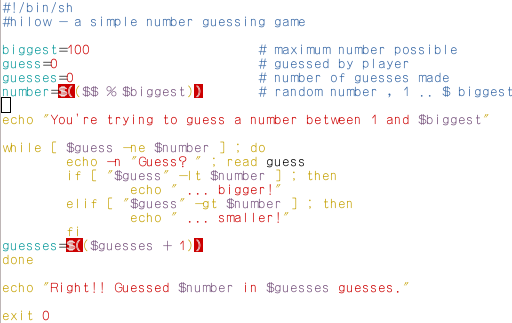 #!/bin/sh
#hilow - a simple number guessing game
biggest=100 # maximum number possible
guess=0 # guessed by player
guesses=0 # number of guesses made
number=$(($$ % $biggest)) # random number , 1 .. $ biggest
echo "You're trying to guess a number between 1 and $biggest"
while [ $guess -ne $number ] ; do
echo -n "Guess? " ; read guess
if [ "$guess" -lt $number ] ; then
echo " ... bigger!"
elif [ "$guess" -gt $number ] ; then
echo " ... smaller!"
fi
guesses=$(($guesses + 1))
done
echo "Right!! Guessed $number in $guesses guesses."
exit 0